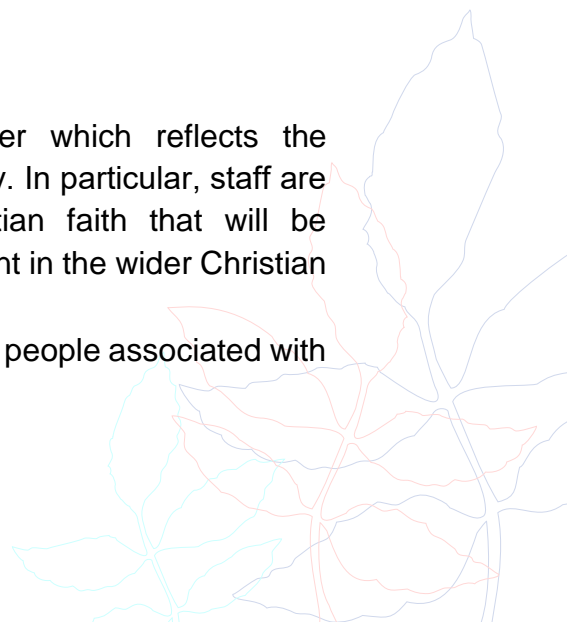 er which reflects the
y. In particular, staff are
tian faith that will be
nt in the wider Christian
people associated with